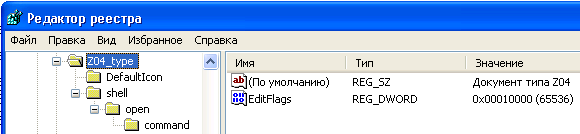 Редактор реестра
Файл Правка Вид Избранное Справка
Z04_type
DefaultIcon
shell
open
command
Имя Тип Значение
(По умолчанию) REG_SZ Документ типа Z04
EditFlags REG_DWORD 0x00010000 (65536)